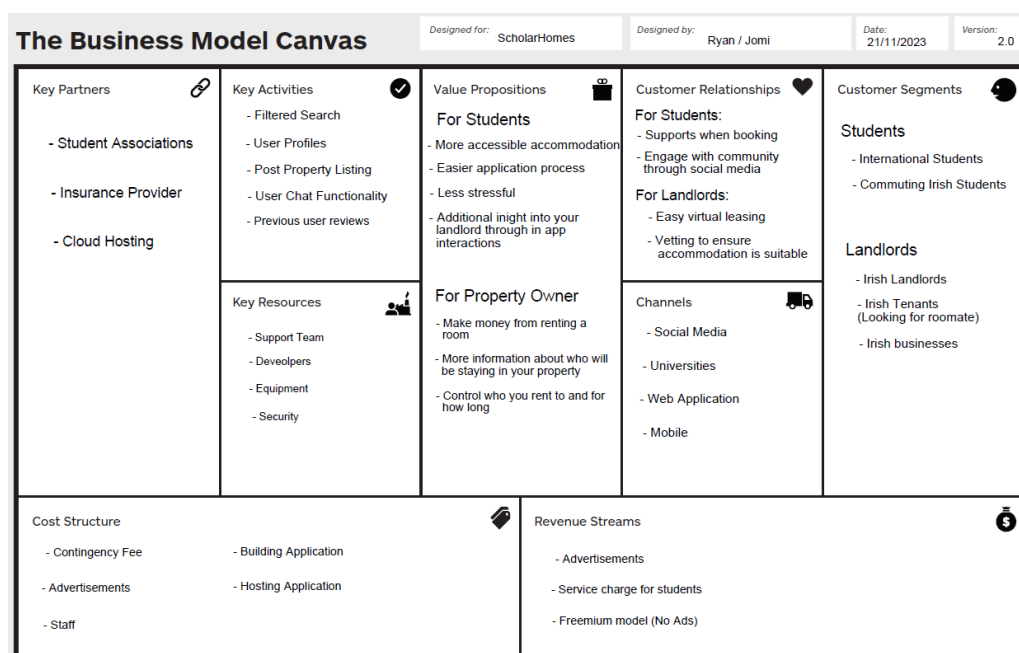 The Business Model Canvas
Designed for:
ScholarHomes
Designed by:
Ryan / Jomi
Date:
21/11/2023
Version:
2.0
Key Partners
- Student Associations
- Insurance Provider
- Cloud Hosting
Key Activities
- Filtered Search
- User Profiles
- Post Property Listing
- User Chat Functionality
- Previous user reviews
Key Resources
- Support Team
- Deveolpers
- Equipment
- Security
Value Propositions
For Students
- More accessible accommodation
- Easier application process
- Less stressful
- Additional inight into your
landlord through in app
interactions
For Property Owner
- Make money from renting a
room
- More information about who will
be staying in your property
- Control who you rent to and for
how long
Customer Relationships
For Students:
- Supports when booking
- Engage with community
through social media
For Landlords:
- Easy virtual leasing
- Vetting to ensure
accommodation is suitable
Channels
- Social Media
- Universities
- Web Application
- Mobile
Customer Segments
Students
- International Students
- Commuting Irish Students
Landlords
- Irish Landlords
- Irish Tenants
(Looking for roomate)
- Irish businesses
Cost Structure
- Contingency Fee
- Advertisements
- Staff
- Building Application
- Hosting Application
Revenue Streams
$
- Advertisements
- Service charge for students
- Freemium model (No Ads)